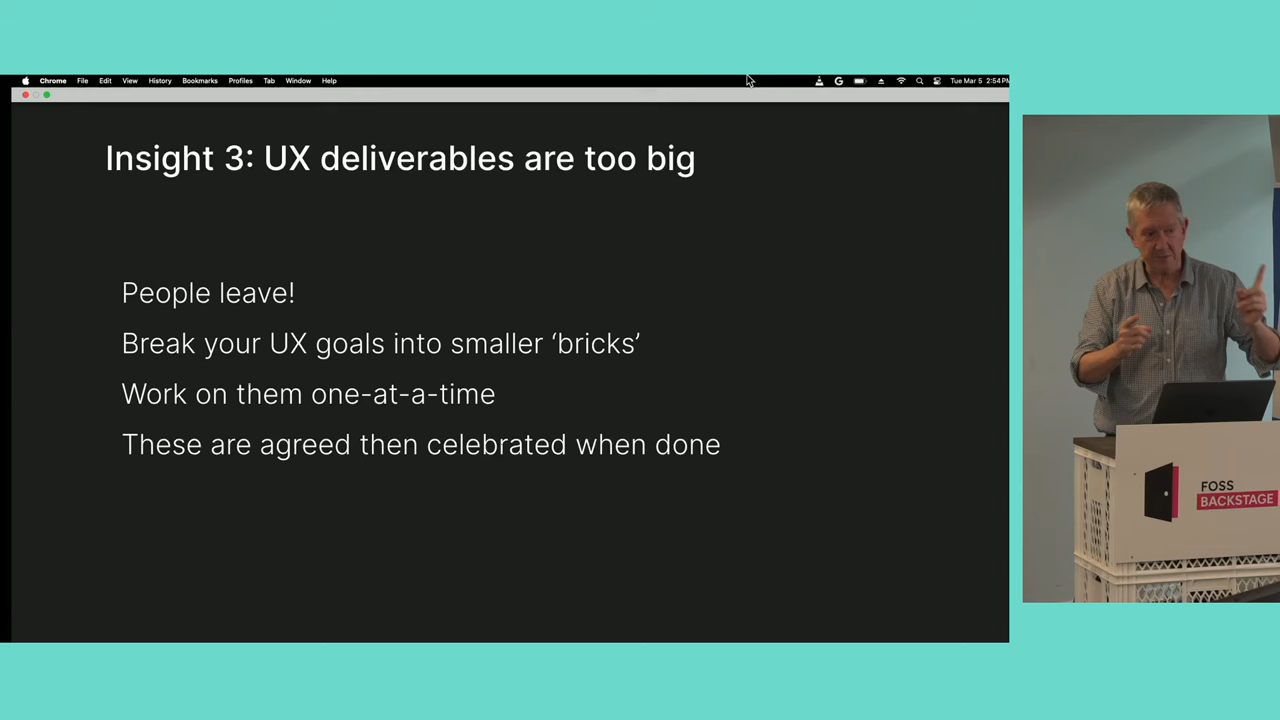 Chrome File Edit View History Bookmarks Profiles Tab Window Help
Tue Mar 5 2:54PM
Insight 3: UX deliverables are too big
People leave!
Break your UX goals into smaller ‘bricks’
Work on them one-at-a-time
These are agreed then celebrated when done
FOSS
BACKSTAGE